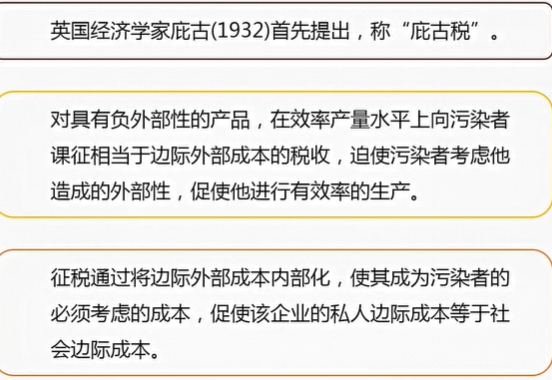 英国经济学家庇古(1932)首先提出，称“庇古税”。
对具有负外部性的产品，在效率产量水平上向污染者
课征相当于边际外部成本的税收，迫使污染者考虑他
造成的外部性，促使他进行有效率的生产。
征税通过将边际外部成本内部化，使其成为污染者的
必须考虑的成本，促使该企业的私人边际成本等于社
会边际成本。